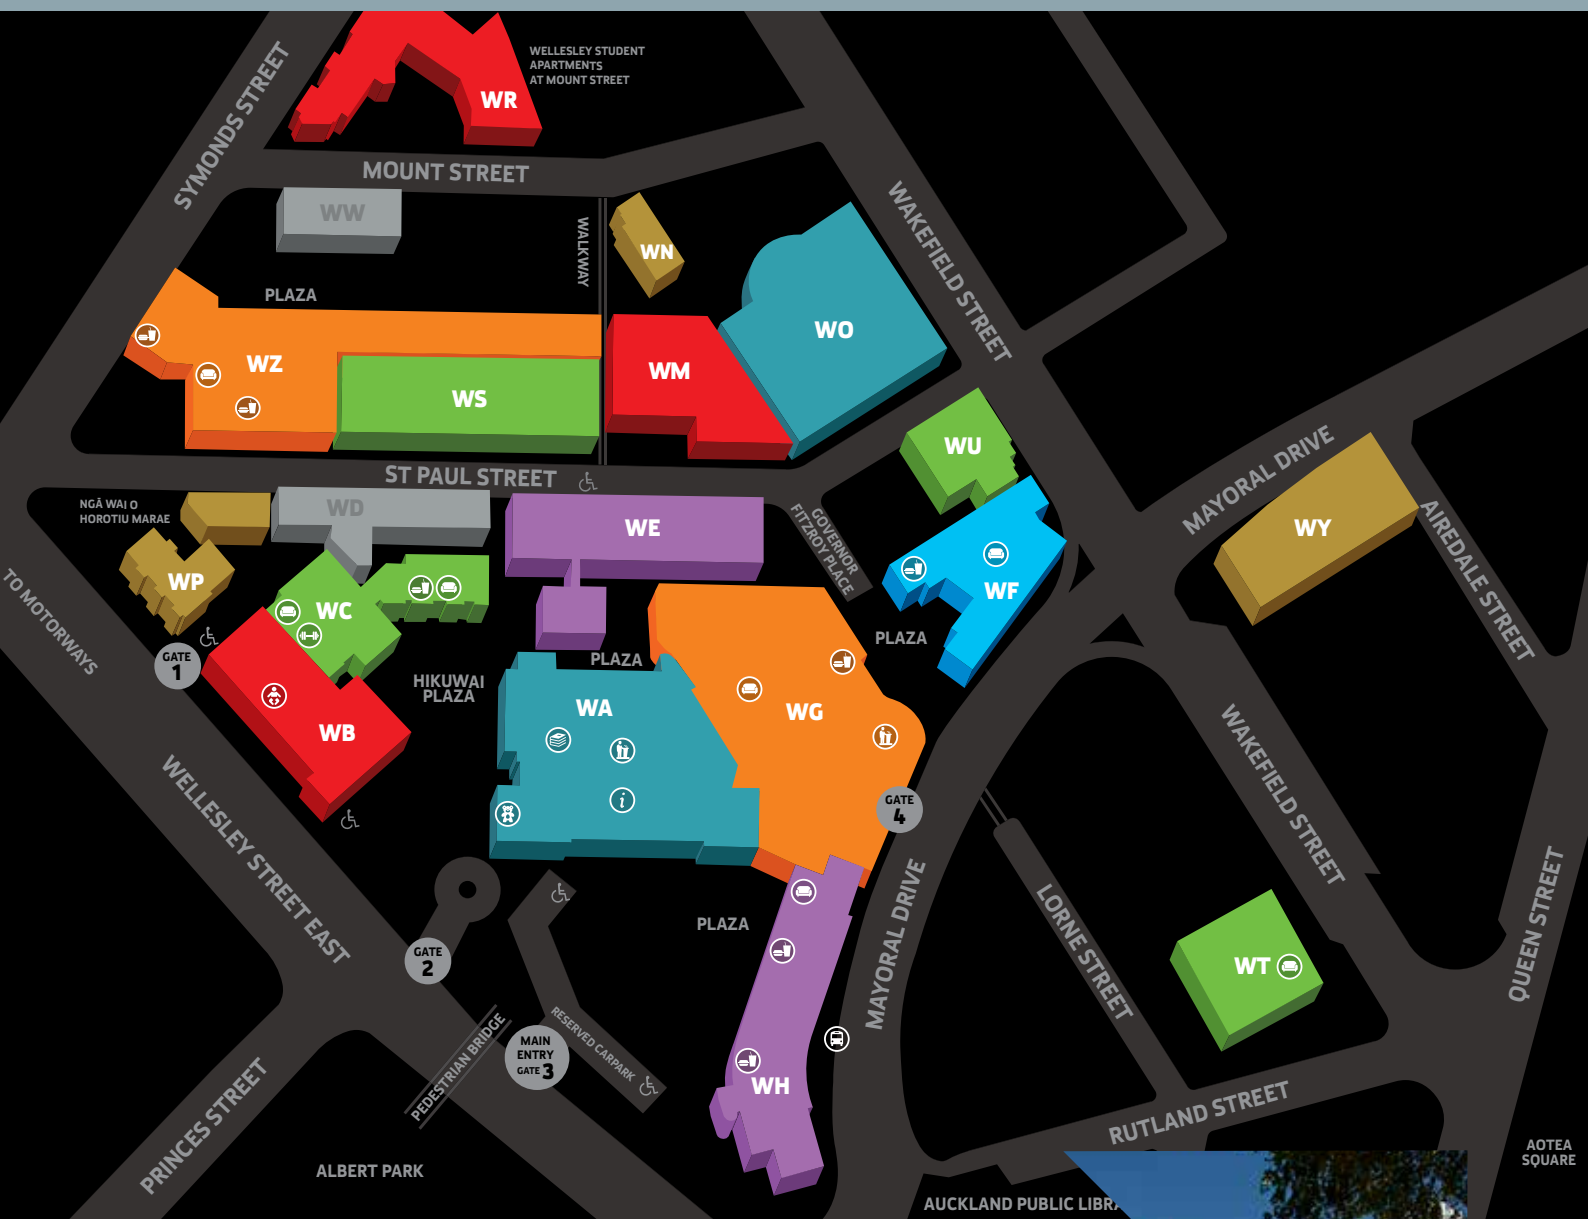 WELLESLEY STUDENT
APARTMENTS
AT MOUNT STREET
WR
SYMONDS STREET
MOUNT STREET
WW
WALKWAY
WN
WAKEFIELD STREET
PLAZA
WO
WZ
WM
WS
WU
MAYORAL DRIVE
ST PAUL STREET
NGĀ WAI O
HOROTIU MARAE
WD
WE
GOVERNOR
FITZROY PLACE
WY
AIREDALE STREET
WP
TO MOTORWAYS
WC
WF
PLAZA
GATE
1
PLAZA
HIKUWAI
PLAZA
WA
WG
WB
WAKEFIELD STREET
WELLESLEY STREET EAST
i
GATE
4
PLAZA
MAYORAL DRIVE
LORNE STREET
QUEEN STREET
GATE
2
WT
PEDESTRIAN BRIDGE
MAIN
ENTRY
GATE 3
RESERVED CARPARK
WH
PRINCES STREET
RUTLAND STREET
ALBERT PARK
AOTEA
SQUARE
AUCKLAND PUBLIC